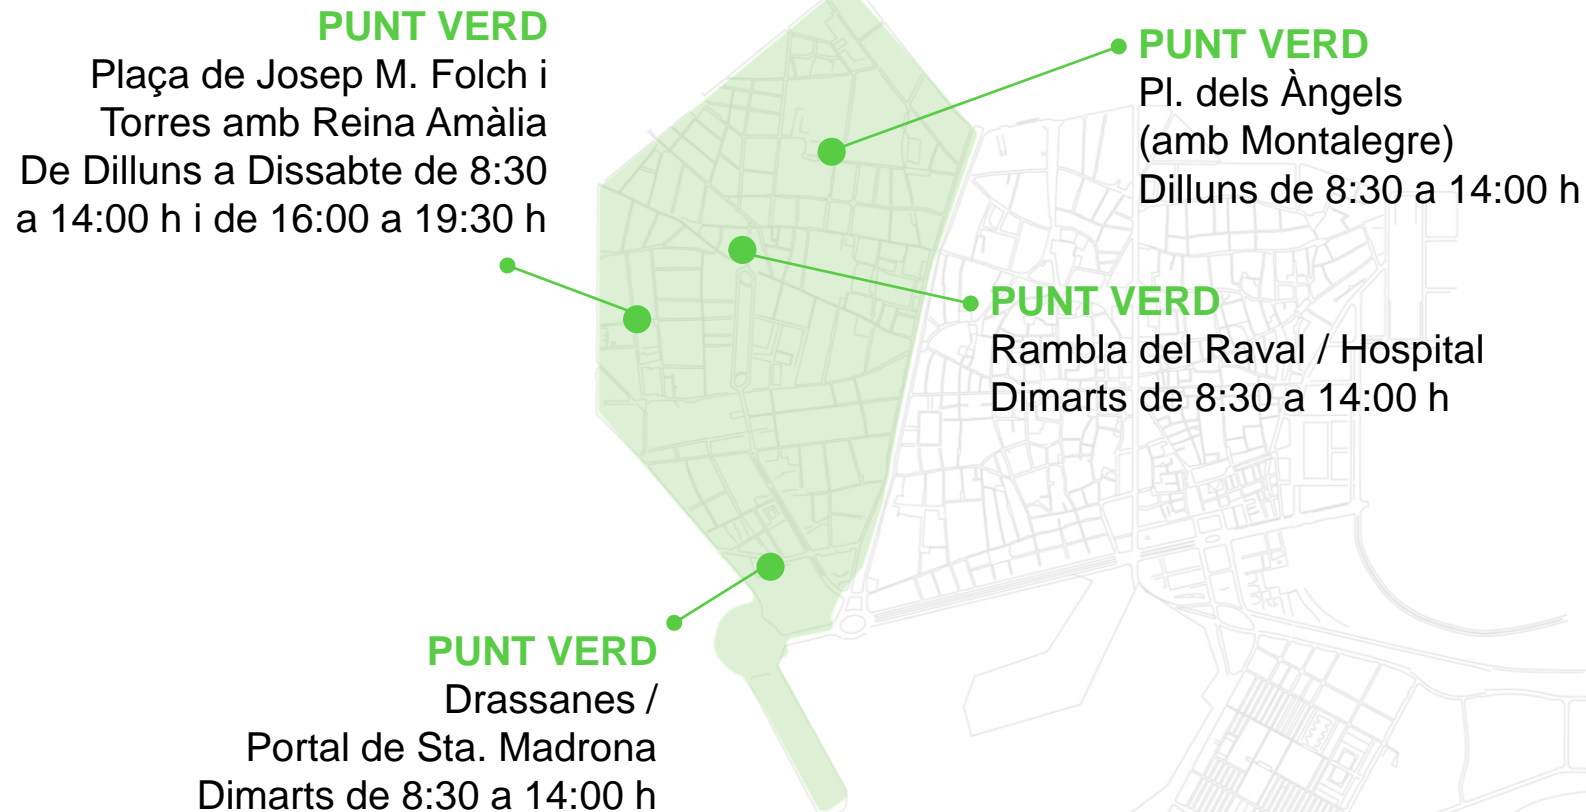 PUNT VERD
Plaça de Josep M. Folch i
Torres amb Reina Amàlia
De Dilluns a Dissabte de 8:30
a 14:00 h i de 16:00 a 19:30 h
PUNT VERD
Pl. dels Àngels
(amb Montalegre)
Dilluns de 8:30 a 14:00 h
PUNT VERD
Rambla del Raval / Hospital
Dimarts de 8:30 a 14:00 h
PUNT VERD
Drassanes /
Portal de Sta. Madrona
Dimarts de 8:30 a 14:00 h